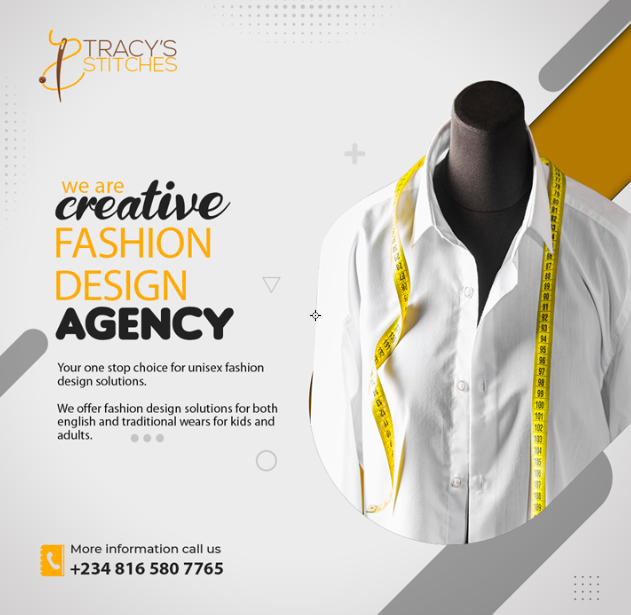 TRACY'S
STITCHES
we are
creative
FASHION
DESIGN
AGENCY
Your one stop choice for unisex fashion
design solutions.
We offer fashion design solutions for both
english and traditional wears for kids and
adults.
More information call us
+234 816 580 7765